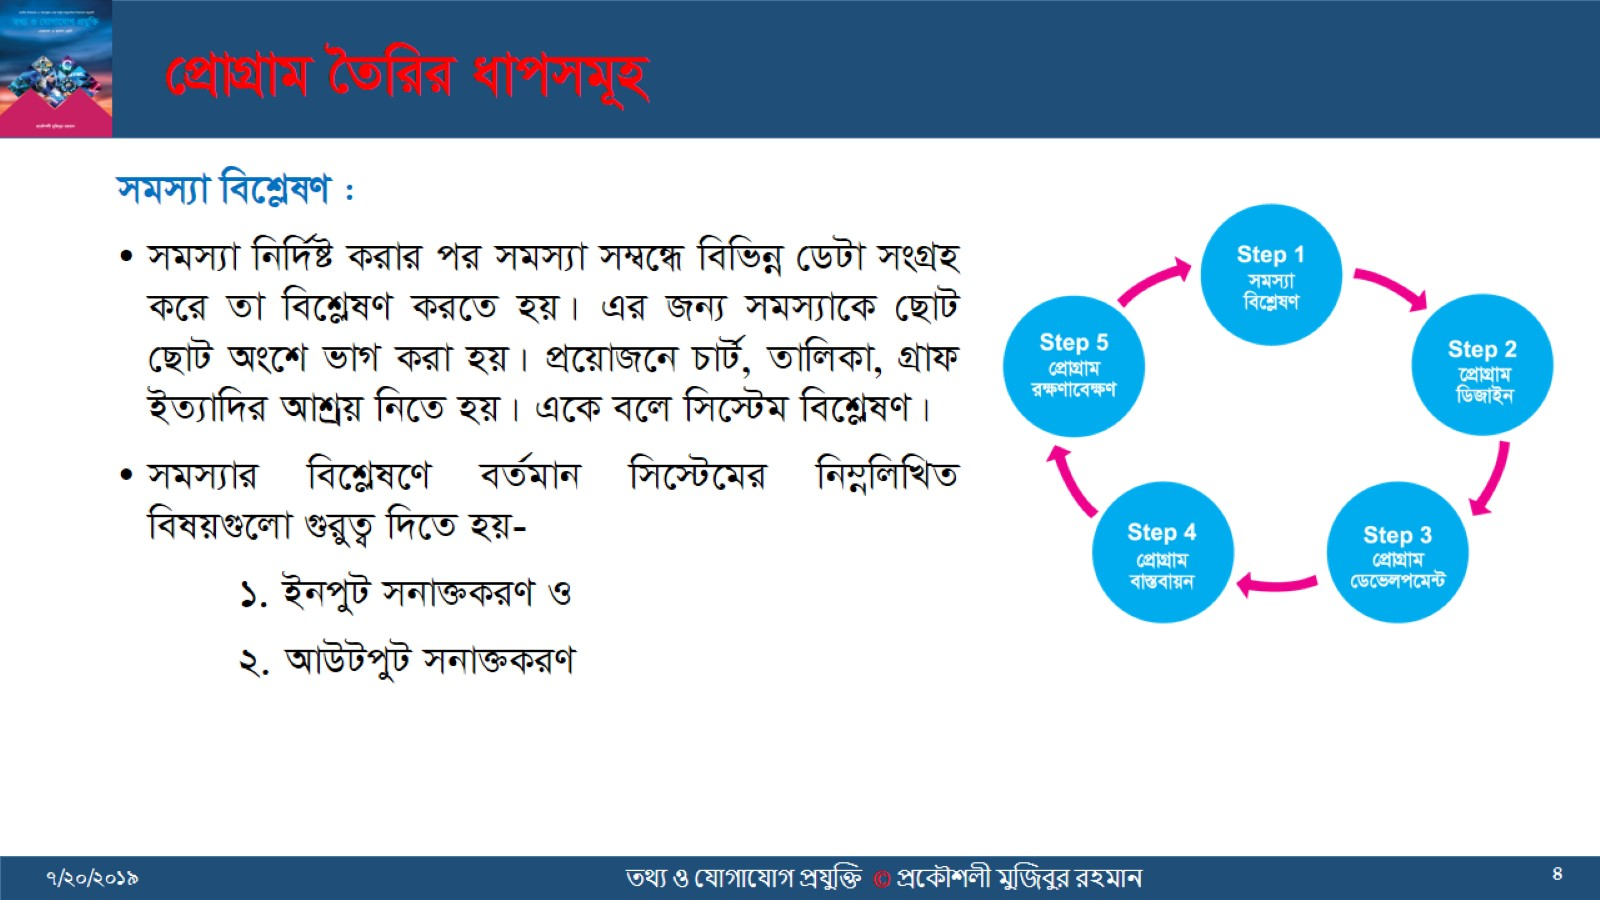 তথ্য ও যোগাযোগ প্রযুক্তি
প্রোগ্রাম তৈরির ধাপসমূহ
সমস্যা বিশ্লেষণ :
• সমস্যা নির্দিষ্ট করার পর সমস্যা সম্বন্ধে বিভিন্ন ডেটা সংগ্রহ
করে তা বিশ্লেষণ করতে হয়। এর জন্য সমস্যাকে ছোট
ছোট অংশে ভাগ করা হয়। প্রয়োজনে চার্ট, তালিকা, গ্রাফ
ইত্যাদির আশ্রয় নিতে হয়। একে বলে সিস্টেম বিশ্লেষণ।
• সমস্যার বিশ্লেষণে বর্তমান সিস্টেমের নিম্নলিখিত
বিষয়গুলো গুরুত্ব দিতে হয়-
১. ইনপুট সনাক্তকরণ ও
২. আউটপুট সনাক্তকরণ
Step 1
সমস্যা
বিশ্লেষণ
Step 2
প্রোগ্রাম
ডিজাইন
Step 3
প্রোগ্রাম
ডেভেলপমেন্ট
Step 4
প্রোগ্রাম
বাস্তবায়ন
Step 5
প্রোগ্রাম
রক্ষণাবেক্ষণ
৭/২০/২০১৯
তথ্য ও যোগাযোগ প্রযুক্তি © প্রকৌশলী মুজিবুর রহমান
৪